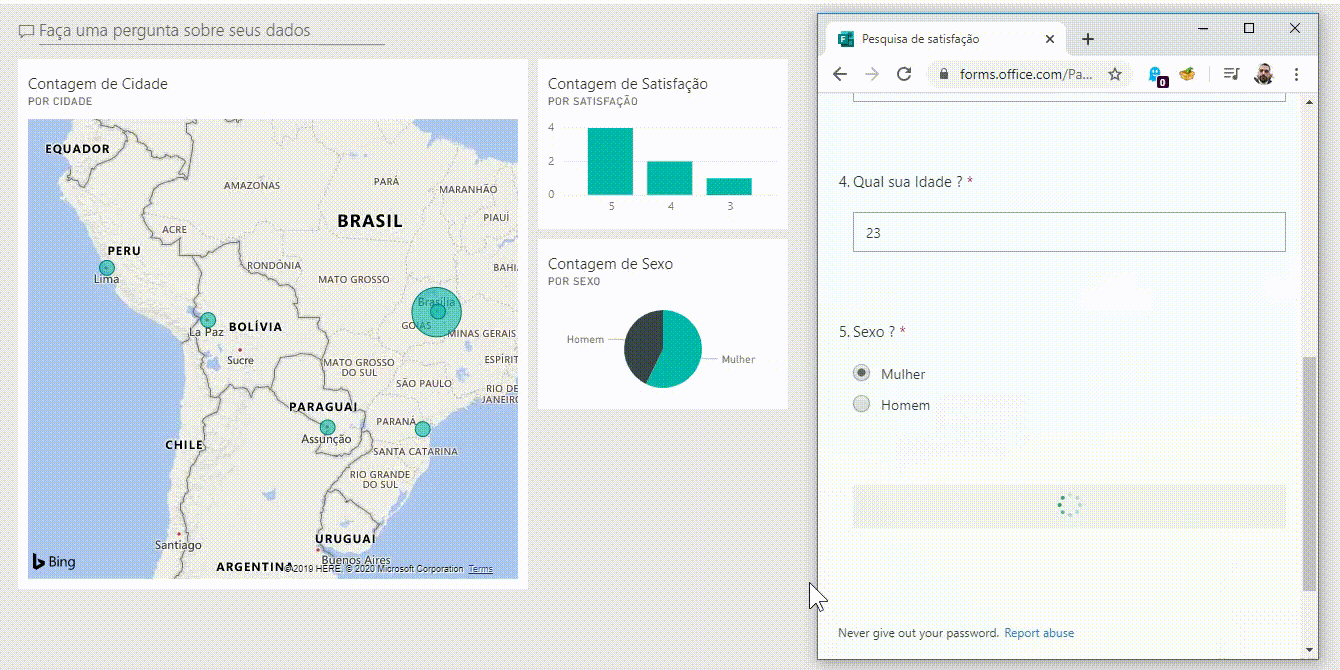 Faça uma pergunta sobre seus dados
Contagem de Cidade
POR CIDADE
EQUADOR
AMAZONAS
PARÁ
MARANHÃO
BRASIL
PIAUÍ
ACRE
PERU
RONDÔNIA
BAHI
Lima
MATO GROSSO
Brasília
GOIÁS
La Paz
BOLÍVIA
MINAS GERAIS
Sucre
MATO GROSSO
DO SUL
ESPÍRIT
SÃO PAULO
RIO DE
JANEIRO
PARAGUAI
PARANÁ
Assunção
CHILE
SANTA CATARINA
RIO GRANDE
DO SUL
URUGUAI
Santiago
Buenos Aires
Bing
ARGENTINA
© 2019 HERE, © 2020 Microsoft Corporation Terms
Contagem de Satisfação
POR SATISFAÇÃO
4
2
0
5 4 3
Contagem de Sexo
POR SEXO
Homem
Mulher
Pesquisa de satisfação
forms.office.com/Pa...
0
4. Qual sua Idade ? *
23
5. Sexo ? *
Mulher
Homem
Never give out your password. Report abuse